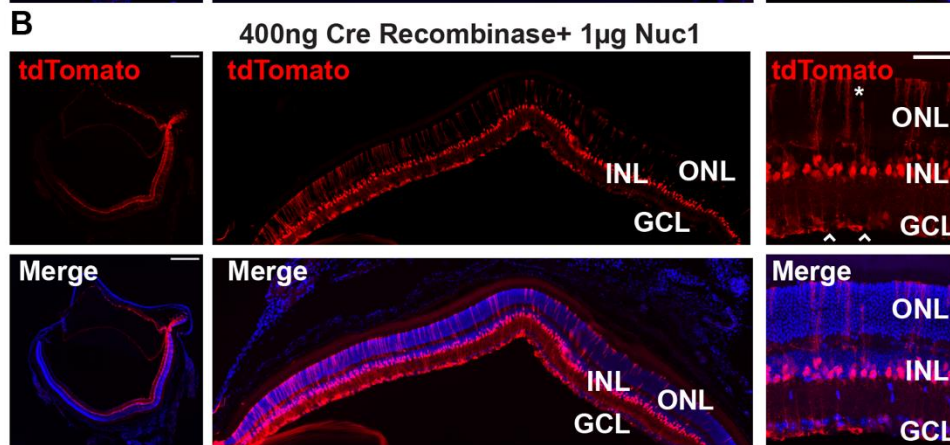 B
400ng Cre Recombinase+ 1µg Nuc1
tdTomato
tdTomato
tdTomato
*
ONL
INL
GCL
INL
ONL
GCL
^ ^
Merge
Merge
Merge
INL
ONL
GCL
ONL
INL
GCL